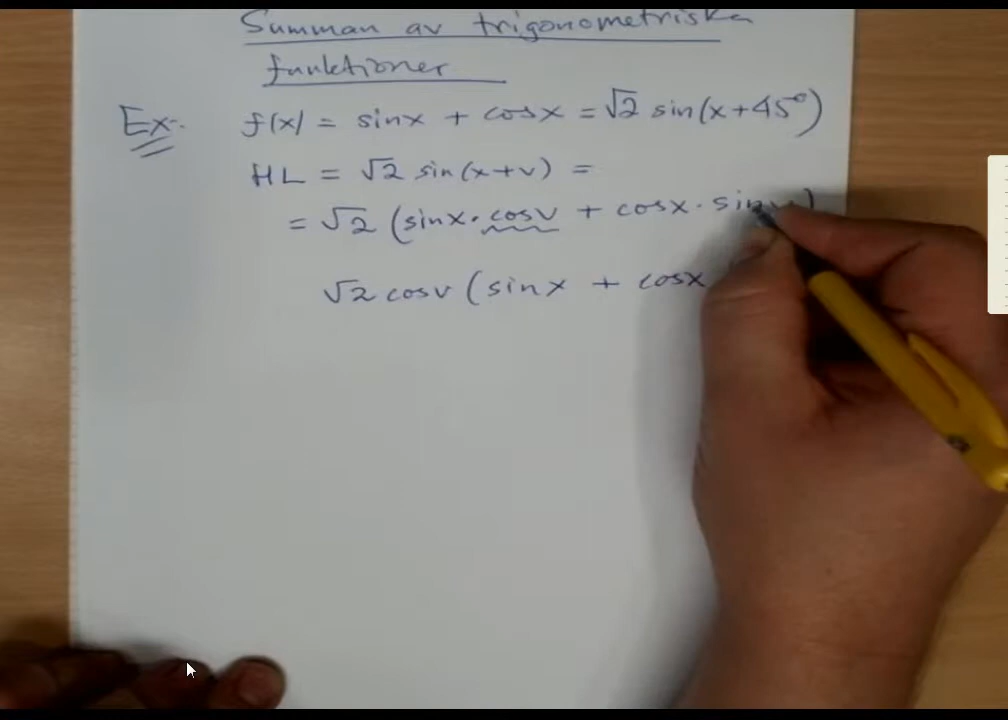 Summan av trigonometriska
funktioner
Ex: f(x) = sinx + cosx = √2 sin(x+45°)
HL = √2 sin(x+v) =
= √2 (sinx · cosv + cosx · sinv)
√2 cosv (sinx + cosx